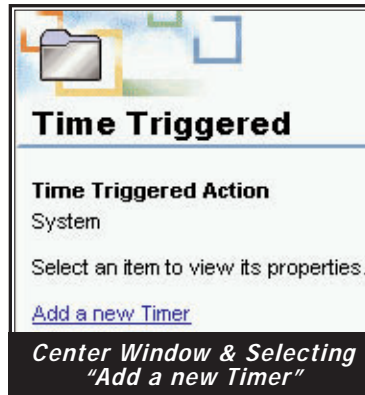 Time Triggered
Time Triggered Action
System
Select an item to view its properties.
Add a new Timer
Center Window & Selecting
“Add a new Timer”